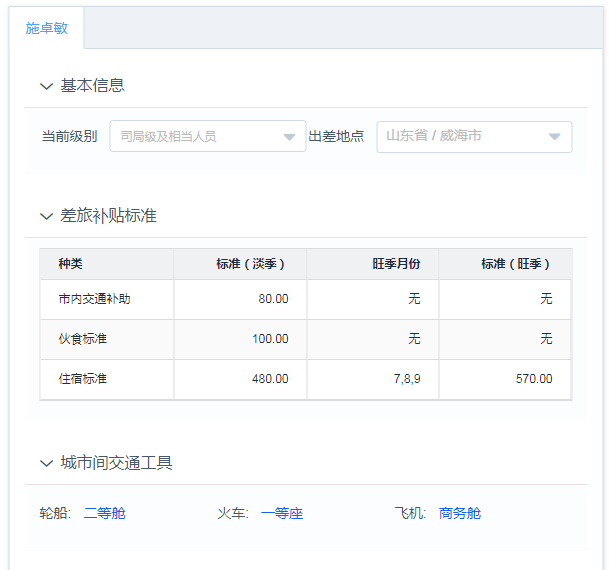 施卓敏
基本信息
当前级别 司局级及相当人员 出差地点 山东省 / 威海市
差旅补贴标准
种类 标准（淡季） 旺季月份 标准（旺季）
市内交通补助 80.00 无 无
伙食标准 100.00 无 无
住宿标准 480.00 7,8,9 570.00
城市间交通工具
轮船: 二等舱 火车: 一等座 飞机: 商务舱